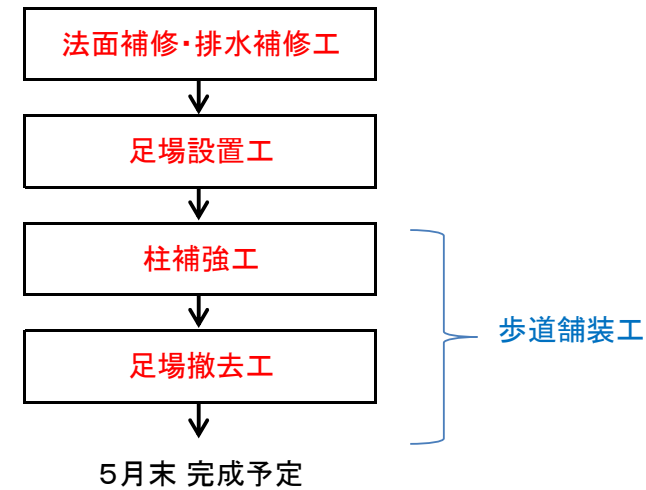 法面補修・排水補修工
足場設置工
柱補強工
足場撤去工
歩道舗装工
５月末 完成予定